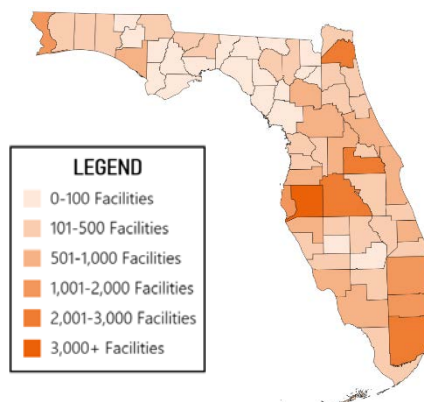 LEGEND
0-100 Facilities
101-500 Facilities
501-1,000 Facilities
1,001-2,000 Facilities
2,001-3,000 Facilities
3,000+ Facilities